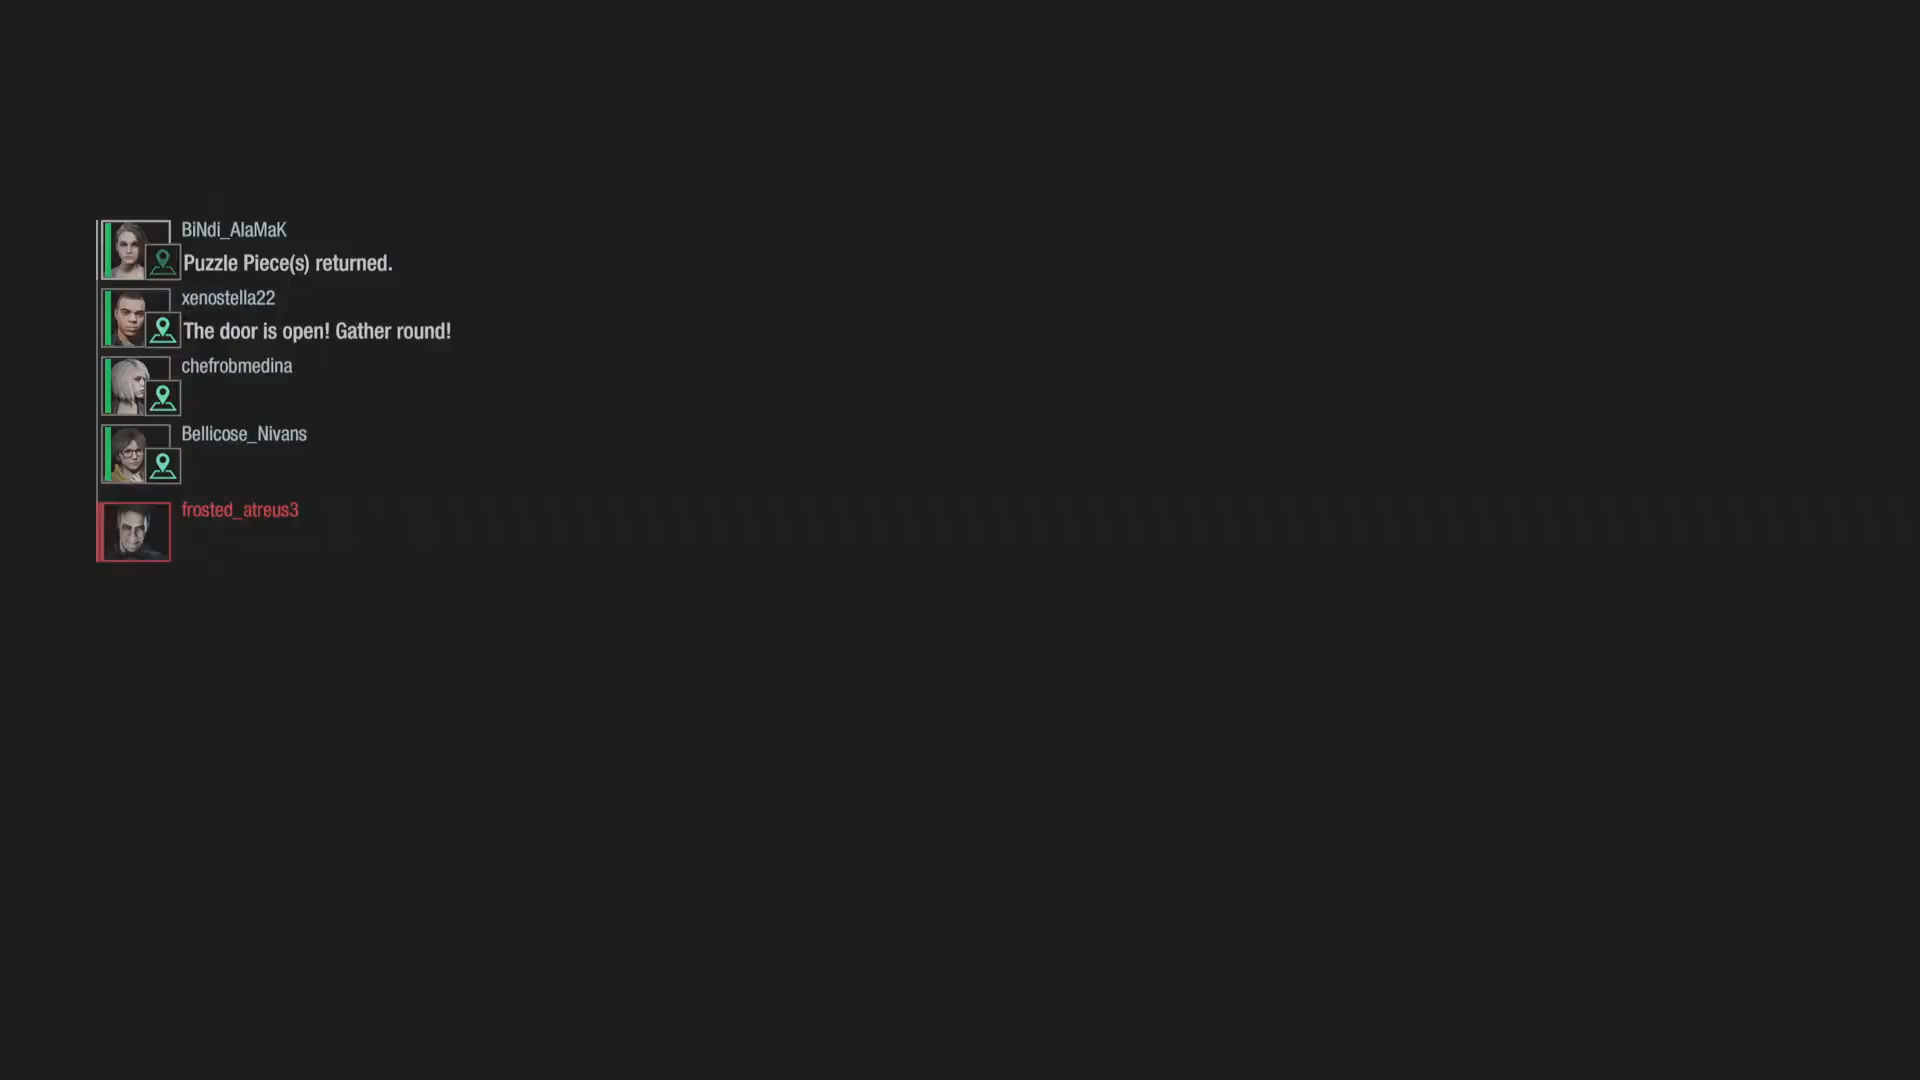 BiNdi_AlaMaK
Puzzle Piece(s) returned.
xenostella22
The door is open! Gather round!
chefrobmedina
Bellicose_Nivans
frosted_atreus3